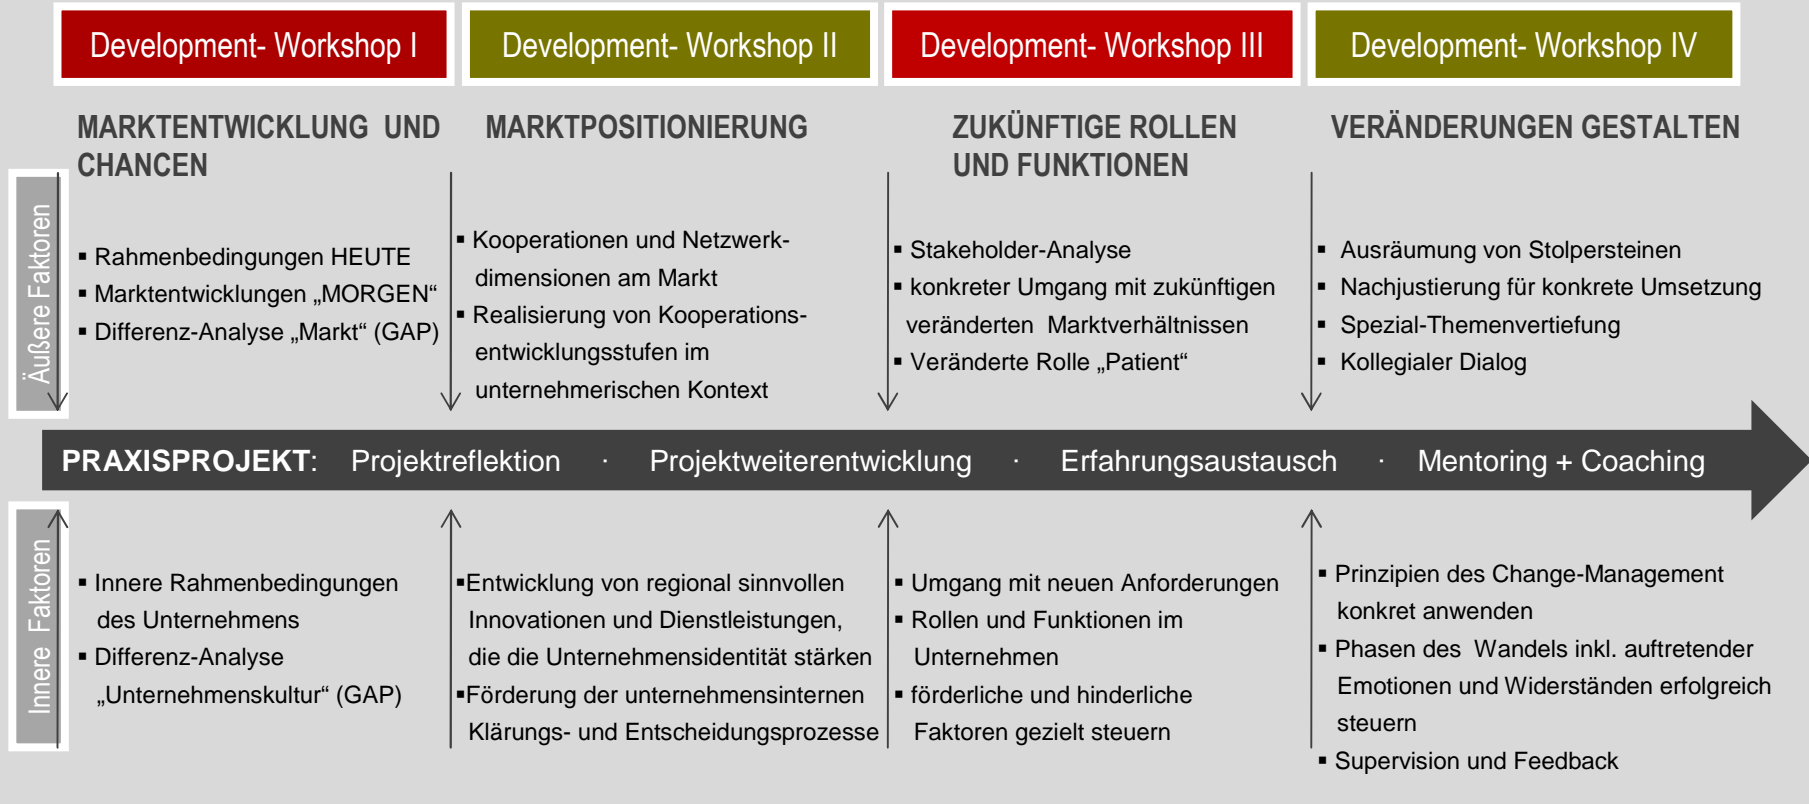 Development- Workshop I
Development- Workshop II
Development- Workshop III
Development- Workshop IV
MARKTENTWICKLUNG UND
CHANCEN
MARKTPOSITIONIERUNG
ZUKÜNFTIGE ROLLEN
UND FUNKTIONEN
VERÄNDERUNGEN GESTALTEN
Äußere Faktoren
▪ Rahmenbedingungen HEUTE
▪ Marktentwicklungen „MORGEN“
▪ Differenz-Analyse „Markt“ (GAP)
▪ Kooperationen und Netzwerk-
dimensionen am Markt
▪ Realisierung von Kooperations-
entwicklungsstufen im
unternehmerischen Kontext
▪ Stakeholder-Analyse
▪ konkreter Umgang mit zukünftigen
veränderten Marktverhältnissen
▪ Veränderte Rolle „Patient“
▪ Ausräumung von Stolpersteinen
▪ Nachjustierung für konkrete Umsetzung
▪ Spezial-Themenvertiefung
▪ Kollegialer Dialog
PRAXISPROJEKT: Projektreflektion · Projektweiterentwicklung · Erfahrungsaustausch · Mentoring + Coaching
Innere Faktoren
▪ Innere Rahmenbedingungen
des Unternehmens
▪ Differenz-Analyse
„Unternehmenskultur“ (GAP)
▪Entwicklung von regional sinnvollen
Innovationen und Dienstleistungen,
die die Unternehmensidentität stärken
▪Förderung der unternehmensinternen
Klärungs- und Entscheidungsprozesse
▪ Umgang mit neuen Anforderungen
▪ Rollen und Funktionen im
Unternehmen
▪ förderliche und hinderliche
Faktoren gezielt steuern
▪ Prinzipien des Change-Management
konkret anwenden
▪ Phasen des Wandels inkl. auftretender
Emotionen und Widerständen erfolgreich
steuern
▪ Supervision und Feedback